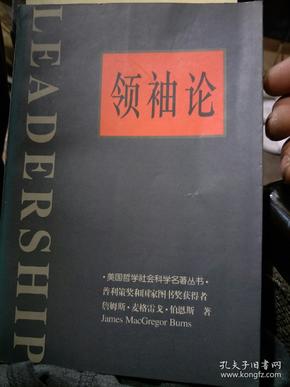 LEADERSHIP
领袖论
·美国哲学社会科学名著丛书·
普利策奖和国家图书奖获得者
詹姆斯·麦格雷戈·伯恩斯 著
James MacGregor Burns
孔夫子旧书网